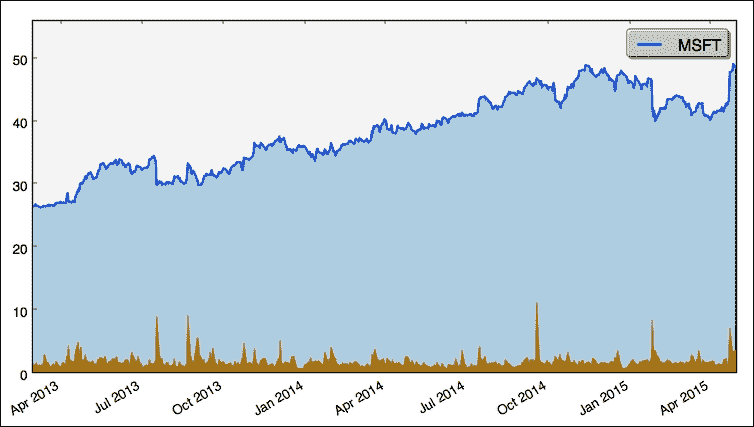 MSFT
50
40
30
20
10
0
Apr 2013
Jul 2013
Oct 2013
Jan 2014
Apr 2014
Jul 2014
Oct 2014
Jan 2015
Apr 2015